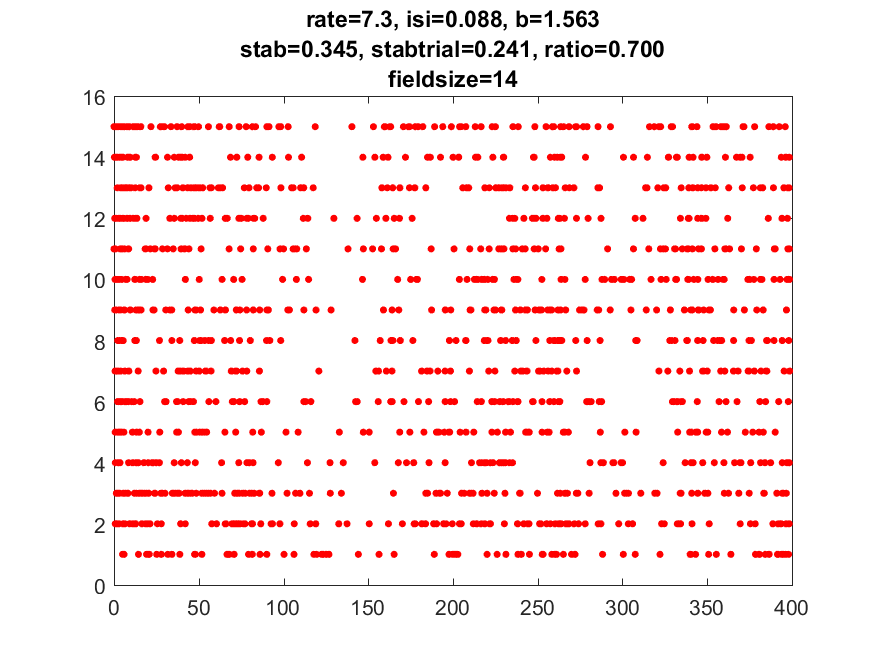 rate=7.3, isi=0.088, b=1.563
stab=0.345, stabtrial=0.241, ratio=0.700
fieldsize=14
16
14
12
10
8
6
4
2
0
0 50 100 150 200 250 300 350 400